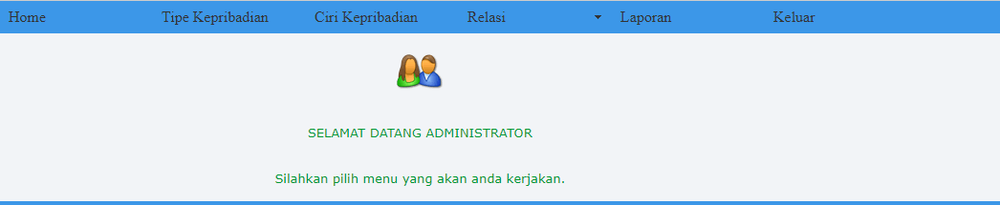 Home Tipe Kepribadian Ciri Kepribadian Relasi Laporan Keluar
SELAMAT DATANG ADMINISTRATOR
Silahkan pilih menu yang akan anda kerjakan.